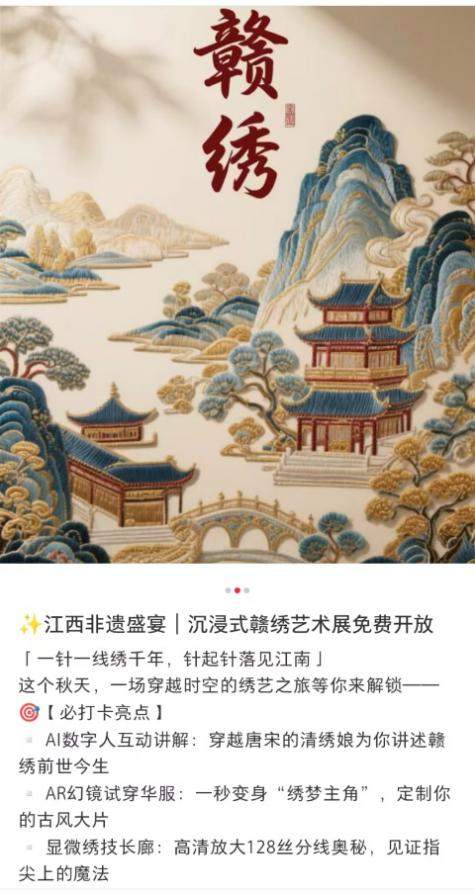 赣
绣
✨江西非遗盛宴｜沉浸式赣绣艺术展免费开放
「一针一线绣千年，针起针落见江南」
这个秋天，一场穿越时空的绣艺之旅等你来解锁——
🎯【必打卡亮点】
▫️ AI数字人互动讲解：穿越唐宋的清绣娘为你讲述赣
绣前世今生
▫️ AR幻镜试穿华服：一秒变身“绣梦主角”，定制你
的古风大片
▫️ 显微绣技长廊：高清放大128丝分线奥秘，见证指
尖上的魔法